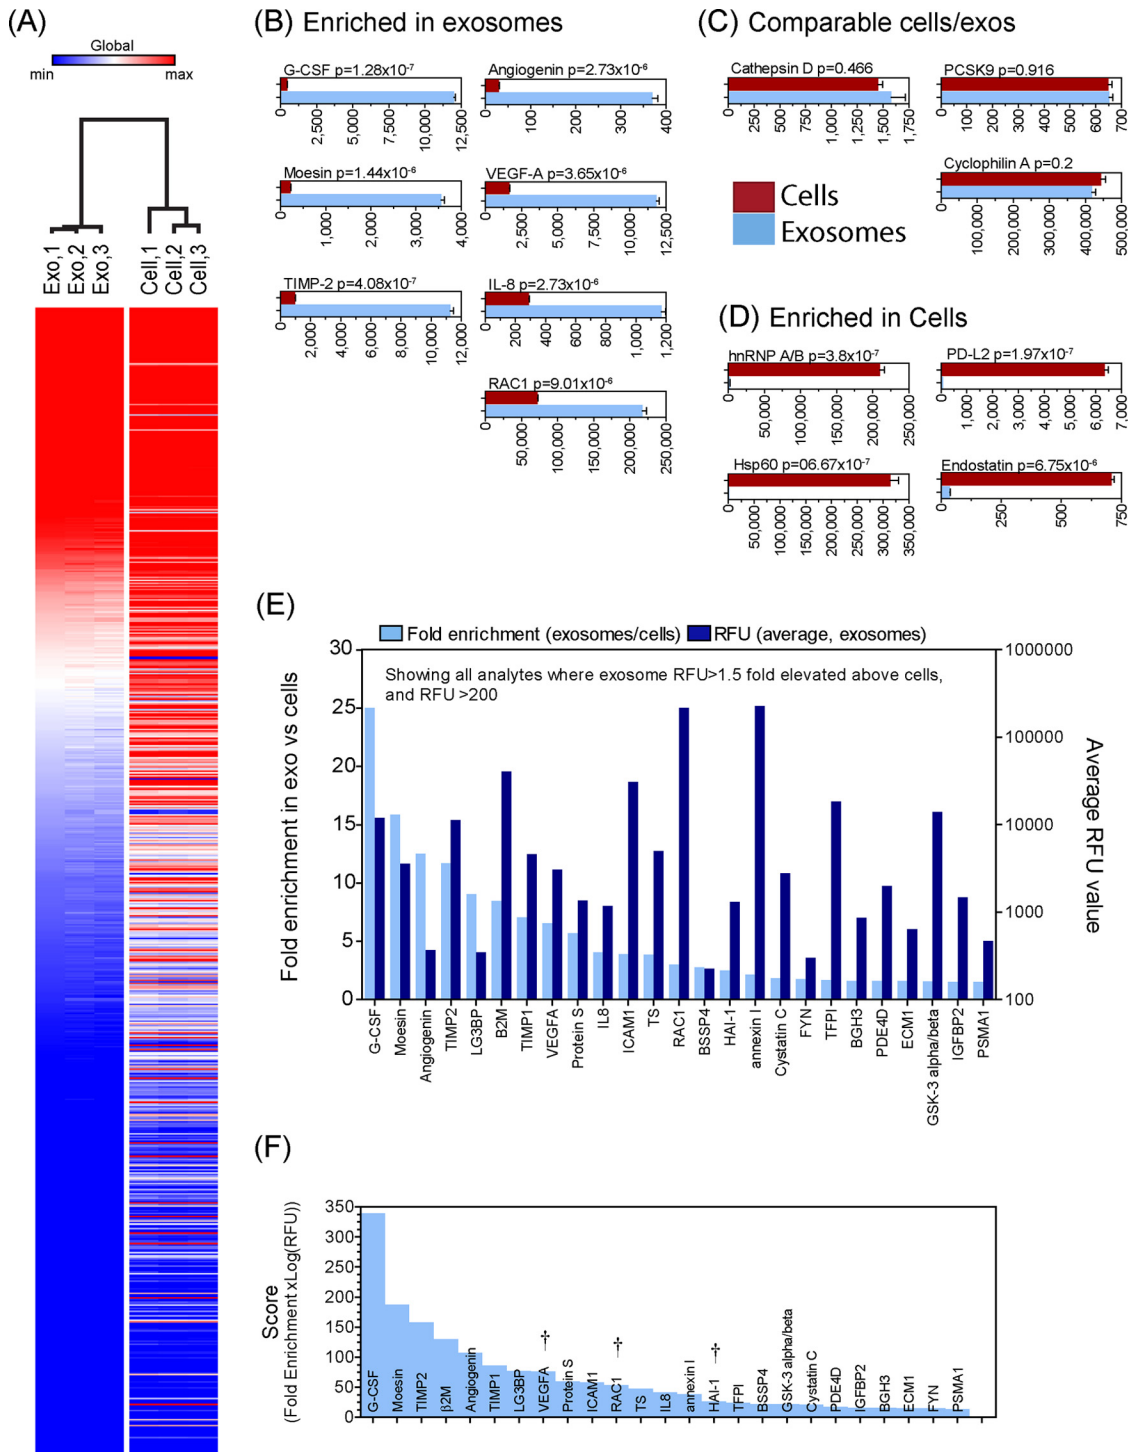 (A)
Global
min
max
Exo,1
Exo,2
Exo,3
Cell,1
Cell,2
Cell,3
(B) Enriched in exosomes
G-CSF p=1.28x10-7
2,500
5,000
7,500
10,000
12,500
0
Angiogenin p=2.73x10-6
0
100
200
300
400
Moesin p=1.44x10-6
0
1,000
2,000
3,000
4,000
VEGF-A p=3.65x10-6
0
2,500
5,000
7,500
10,000
12,500
TIMP-2 p=4.08x10-7
0
2,000
4,000
6,000
8,000
10,000
12,000
IL-8 p=2.73x10-6
0
200
400
600
800
1,000
1,200
RAC1 p=9.01x10-6
0
50,000
100,000
150,000
200,000
250,000
(C) Comparable cells/exos
Cathepsin D p=0.466
0
250
500
750
1,000
1,250
1,500
1,750
PCSK9 p=0.916
0
100
200
300
400
500
600
700
Cyclophilin A p=0.2
0
100,000
200,000
300,000
400,000
500,000
Cells
Exosomes
(D) Enriched in Cells
hnRNP A/B p=3.8x10-7
0
50,000
100,000
150,000
200,000
250,000
PD-L2 p=1.97x10-7
0
1,000
2,000
3,000
4,000
5,000
6,000
7,000
Hsp60 p=06.67x10-7
0
50,000
100,000
150,000
200,000
250,000
300,000
350,000
Endostatin p=6.75x10-6
0
250
500
750
(E)
Fold enrichment (exosomes/cells)
RFU (average, exosomes)
Showing all analytes where exosome RFU>1.5 fold elevated above cells,
and RFU >200
Fold enrichment in exo vs cells
30
25
20
15
10
5
0
1000000
100000
10000
1000
100
Average RFU value
G-CSF
Moesin
Angiogenin
TIMP2
LG3BP
B2M
TIMP1
VEGFA
Protein S
IL8
ICAM1
TS
RAC1
BSSP4
HAI-1
annexin I
Cystatin C
FYN
TFPI
BGH3
PDE4D
ECM1
GSK-3 alpha/beta
IGFBP2
PSMA1
(F)
Score
(Fold Enrichment xLog(RFU))
350
300
250
200
150
100
50
0
†
†
†
G-CSF
Moesin
TIMP2
β2M
Angiogenin
TIMP1
LG3BP
VEGFA
Protein S
ICAM1
RAC1
TS
IL8
annexin I
HAI-1
TFPI
BSSP4
GSK-3 alpha/beta
Cystatin C
PDE4D
IGFBP2
BGH3
ECM1
FYN
PSMA1